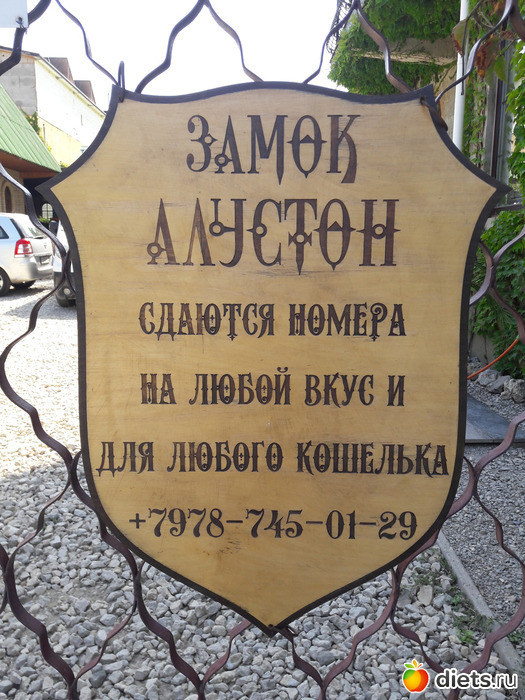 ЗАМОК
АЛУСТОН
СДАЮТСЯ НОМЕРА
НА ЛЮБОЙ ВКУС И
ДЛЯ ЛЮБОГО КОШЕЛЬКА
+7978-745-01-29
diets.ru